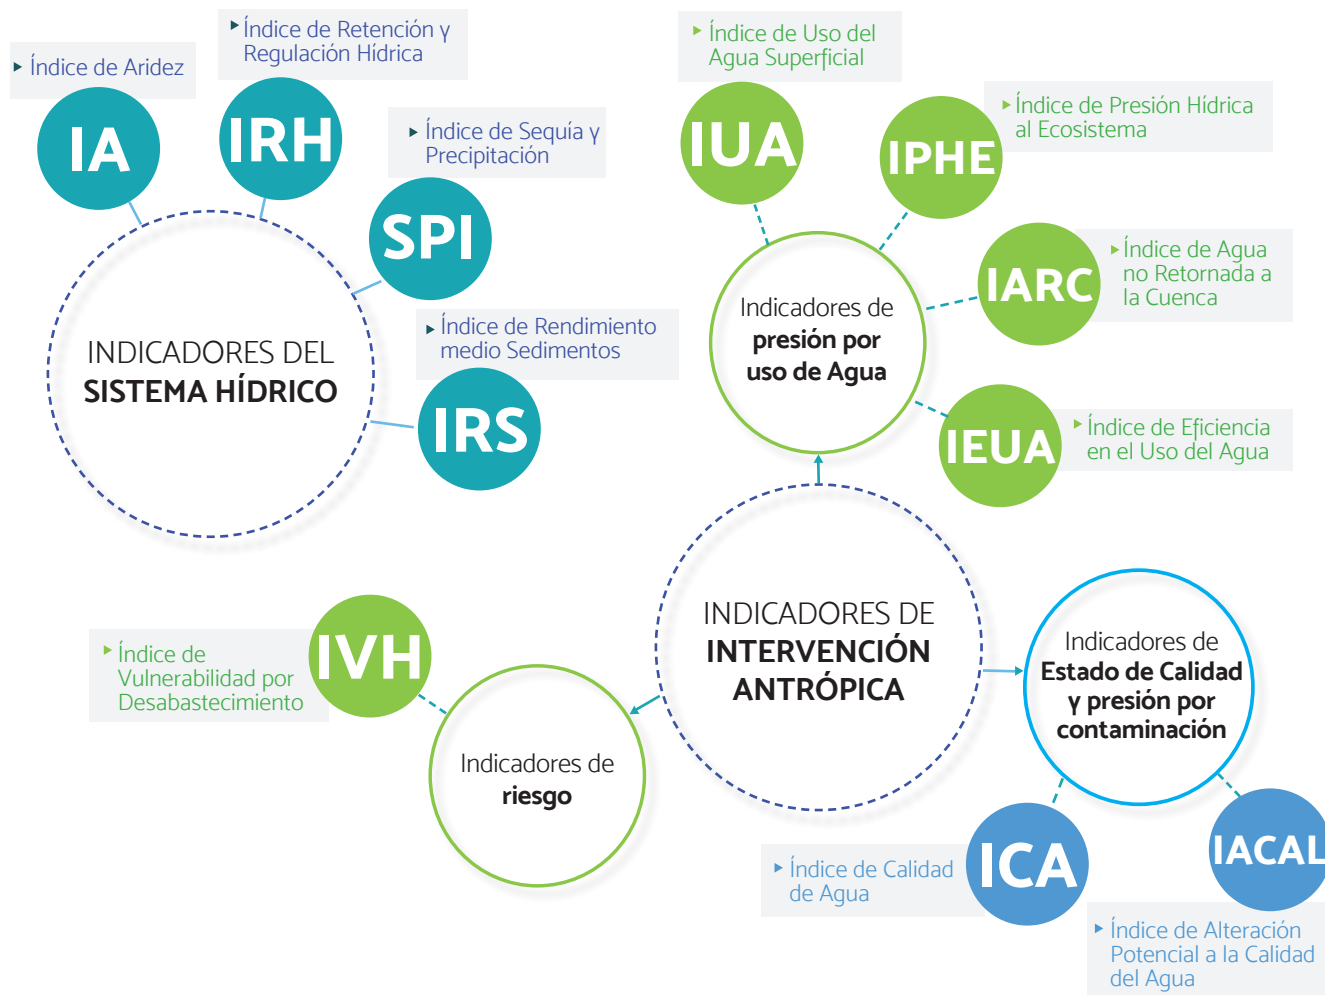 Índice de Aridez
IA
Índice de Retención y
Regulación Hídrica
IRH
Índice de Sequía y
Precipitación
SPI
Índice de Rendimiento
medio Sedimentos
IRS
INDICADORES DEL
SISTEMA HÍDRICO
Índice de Uso del
Agua Superficial
IUA
Índice de Presión Hídrica
al Ecosistema
IPHE
Índice de Agua
no Retornada a
la Cuenca
IARC
Índice de Eficiencia
en el Uso del Agua
IEUA
Indicadores de
presión por
uso de Agua
INDICADORES DE
INTERVENCIÓN
ANTRÓPICA
Índice de
Vulnerabilidad por
Desabastecimiento
IVH
Indicadores de
riesgo
Indicadores de
Estado de Calidad
y presión por
contaminación
Índice de Calidad
de Agua
ICA
IACAL
Índice de Alteración
Potencial a la Calidad
del Agua